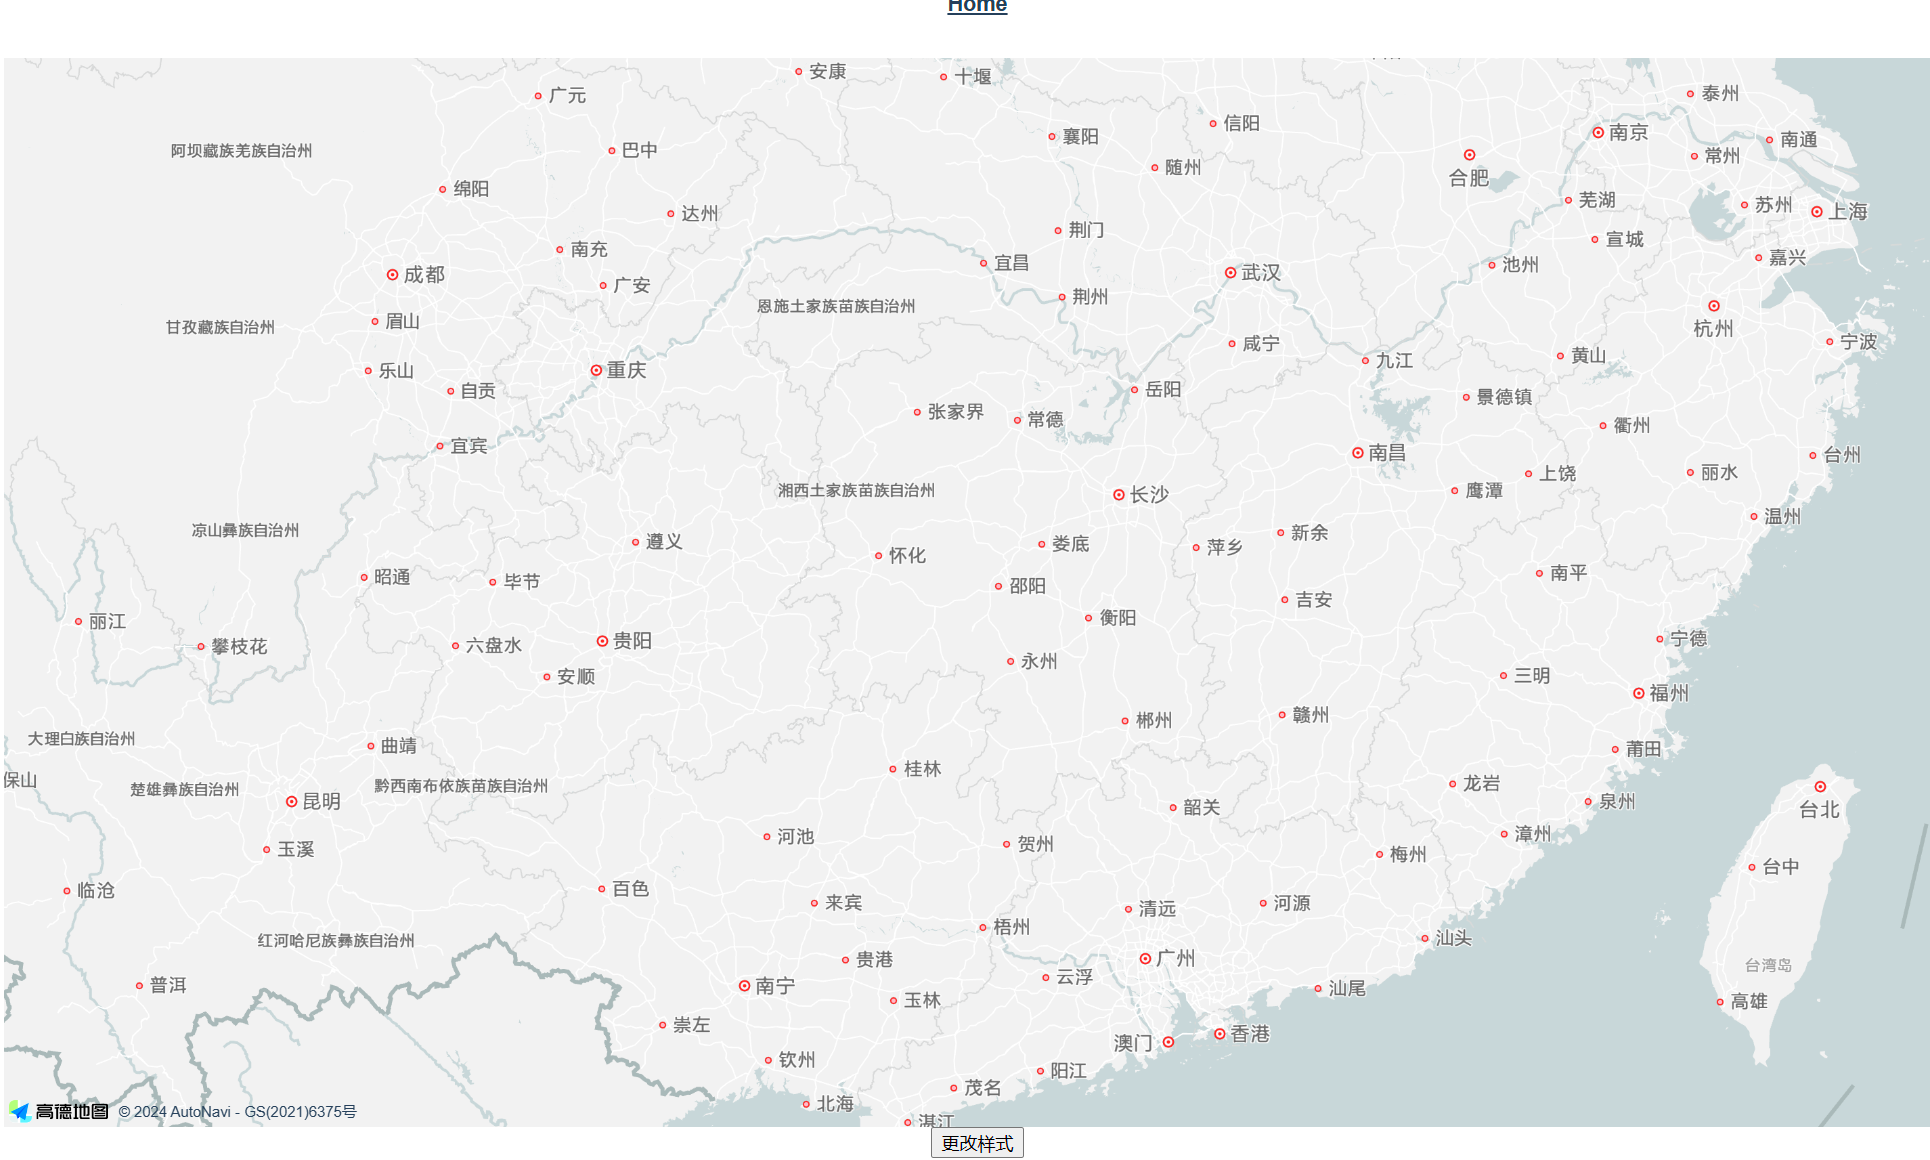 Home
安康
十堰
泰州
广元
信阳
南京
襄阳
南通
阿坝藏族羌族自治州
巴中
常州
随州
合肥
绵阳
芜湖
苏州
上海
达州
荆门
宣城
南充
嘉兴
成都
宜昌
武汉
池州
广安
荆州
恩施土家族苗族自治州
眉山
甘孜藏族自治州
杭州
宁波
咸宁
黄山
九江
乐山
重庆
自贡
岳阳
景德镇
张家界
常德
衢州
宜宾
南昌
台州
上饶
丽水
湘西土家族苗族自治州
长沙
鹰潭
温州
凉山彝族自治州
新余
遵义
娄底
萍乡
怀化
昭通
毕节
南平
邵阳
吉安
丽江
衡阳
攀枝花
六盘水
贵阳
宁德
永州
安顺
三明
福州
赣州
郴州
大理白族自治州
曲靖
莆田
桂林
保山
楚雄彝族自治州
黔西南布依族苗族自治州
龙岩
昆明
韶关
泉州
台北
河池
漳州
玉溪
贺州
梅州
台中
临沧
百色
来宾
清远
河源
梧州
红河哈尼族彝族自治州
汕头
贵港
广州
台湾岛
云浮
普洱
南宁
汕尾
玉林
高雄
崇左
香港
澳门
钦州
阳江
茂名
北海
高德地图 © 2024 AutoNavi - GS(2021)6375号
湛江
更改样式